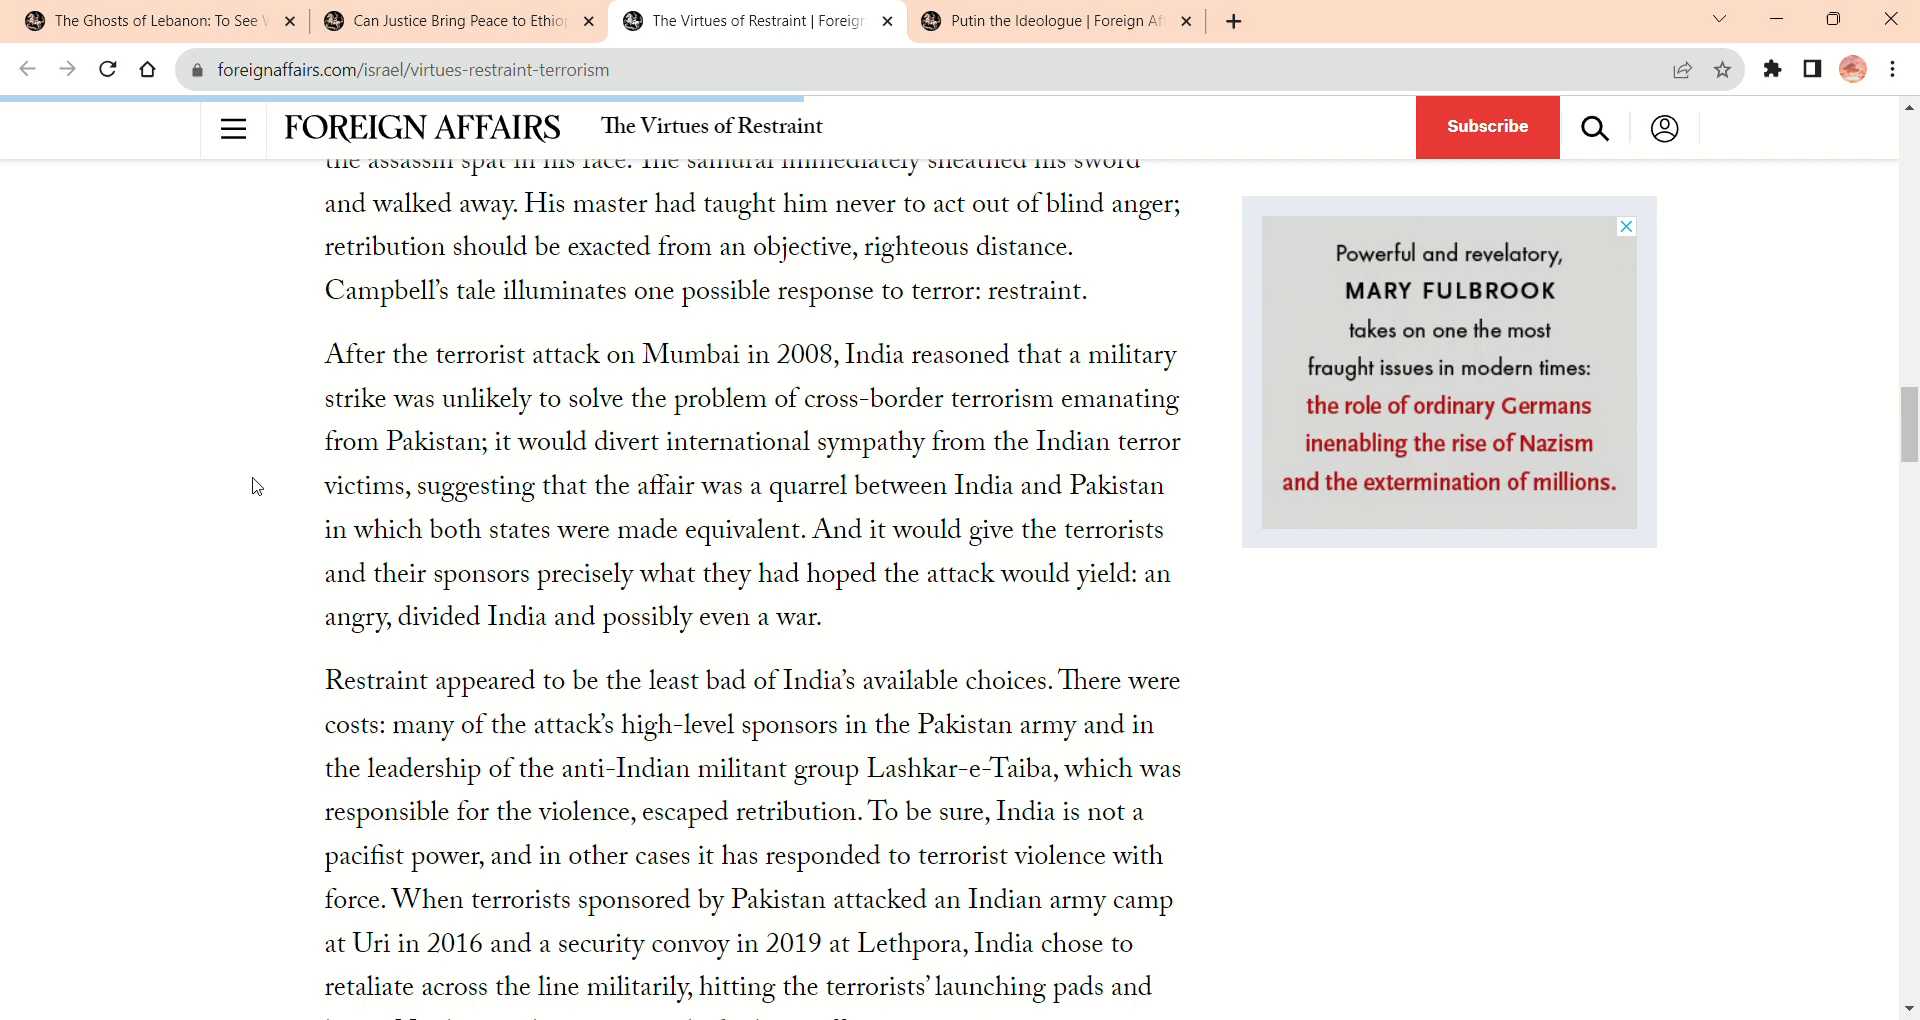 The Ghosts of Lebanon: To See
Can Justice Bring Peace to Ethio
The Virtues of Restraint | Foreign
Putin the Ideologue | Foreign Af
foreignaffairs.com/israel/virtues-restraint-terrorism
FOREIGN AFFAIRS
The Virtues of Restraint
Subscribe
the assassin spat in his face. The samurai immediately sheathed his sword
and walked away. His master had taught him never to act out of blind anger;
retribution should be exacted from an objective, righteous distance.
Campbell's tale illuminates one possible response to terror: restraint.
After the terrorist attack on Mumbai in 2008, India reasoned that a military
strike was unlikely to solve the problem of cross-border terrorism emanating
from Pakistan; it would divert international sympathy from the Indian terror
victims, suggesting that the affair was a quarrel between India and Pakistan
in which both states were made equivalent. And it would give the terrorists
and their sponsors precisely what they had hoped the attack would yield: an
angry, divided India and possibly even a war.
Restraint appeared to be the least bad of India's available choices. There were
costs: many of the attack's high-level sponsors in the Pakistan army and in
the leadership of the anti-Indian militant group Lashkar-e-Taiba, which was
responsible for the violence, escaped retribution. To be sure, India is not a
pacifist power, and in other cases it has responded to terrorist violence with
force. When terrorists sponsored by Pakistan attacked an Indian army camp
at Uri in 2016 and a security convoy in 2019 at Lethpora, India chose to
retaliate across the line militarily, hitting the terrorists' launching pads and
Powerful and revelatory,
MARY FULBROOK
takes on one the most
fraught issues in modern times:
the role of ordinary Germans
inenabling the rise of Nazism
and the extermination of millions.